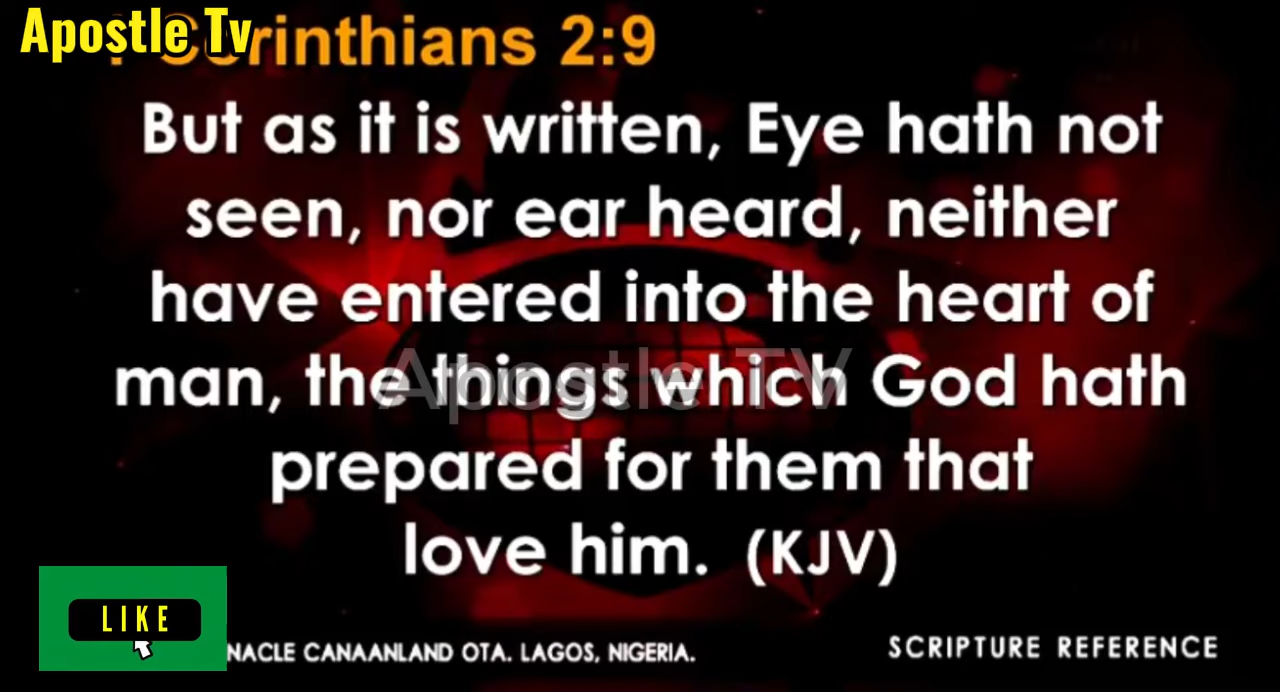 Apostle Tv
rinthians 2:9
But as it is written, Eye hath not
seen, nor ear heard, neither
have entered into the heart of
man, the things which God hath
prepared for them that
love him. (KJV)
Apostle TV
LIKE
NACLE CANAANLAND OTA. LAGOS, NIGERIA.
SCRIPTURE REFERENCE